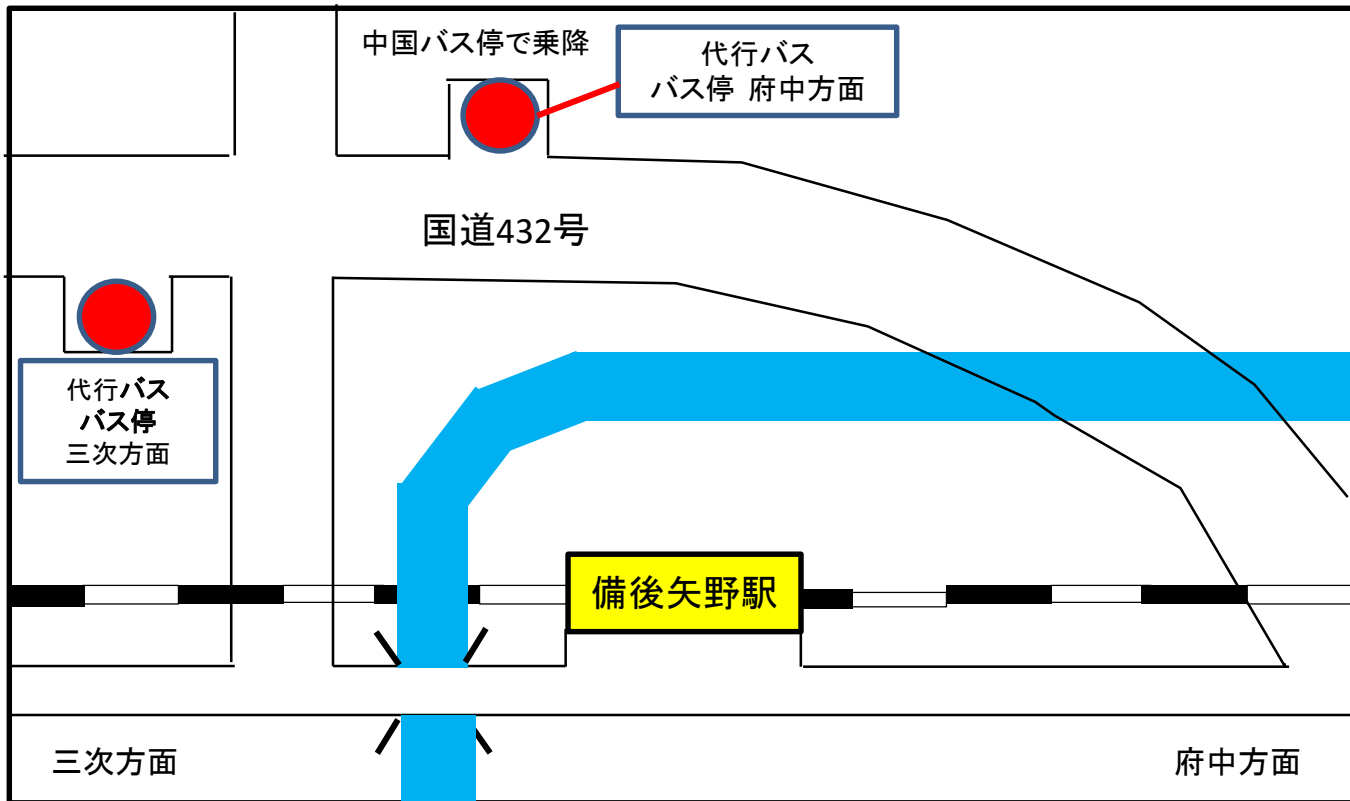 中国バス停で乗降
代行バス
バス停 府中方面
国道432号
代行バス
バス停
三次方面
備後矢野駅
三次方面
府中方面